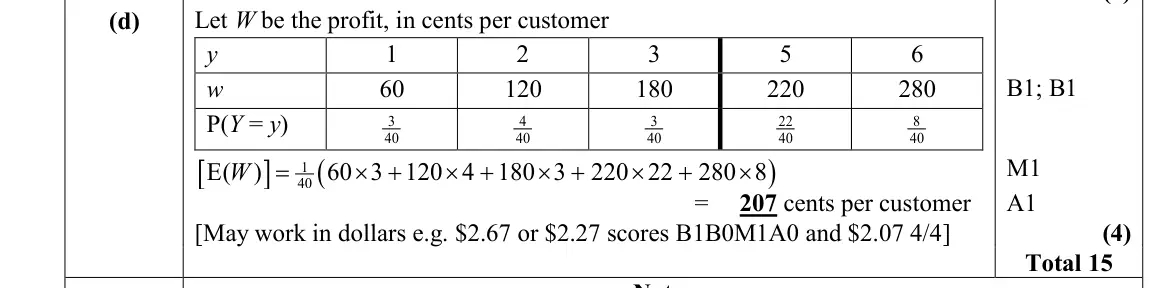 (d) Let W be the profit, in cents per customer
y 1 2 3 5 6
w 60 120 180 220 280 B1; B1
P(Y = y) 3/40 4/40 3/40 22/40 8/40
[E(W)] = 1/40 (60×3+120×4+180×3+220×22+280×8) M1
= 207 cents per customer A1
[May work in dollars e.g. $2.67 or $2.27 scores B1B0M1A0 and $2.07 4/4] (4)
Total 15